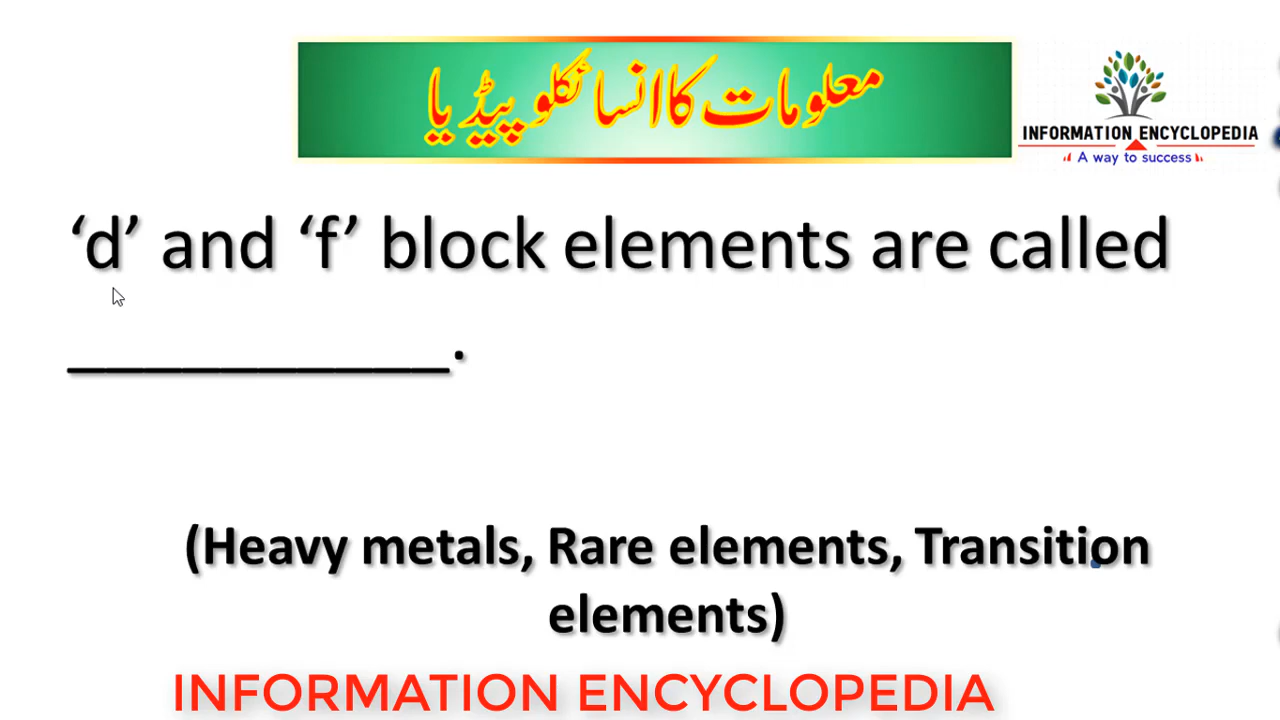 معلومات کا انسائکلوپیڈیا
INFORMATION ENCYCLOPEDIA
A way to success
‘d’ and ‘f’ block elements are called
___________.
(Heavy metals, Rare elements, Transition
elements)
INFORMATION ENCYCLOPEDIA